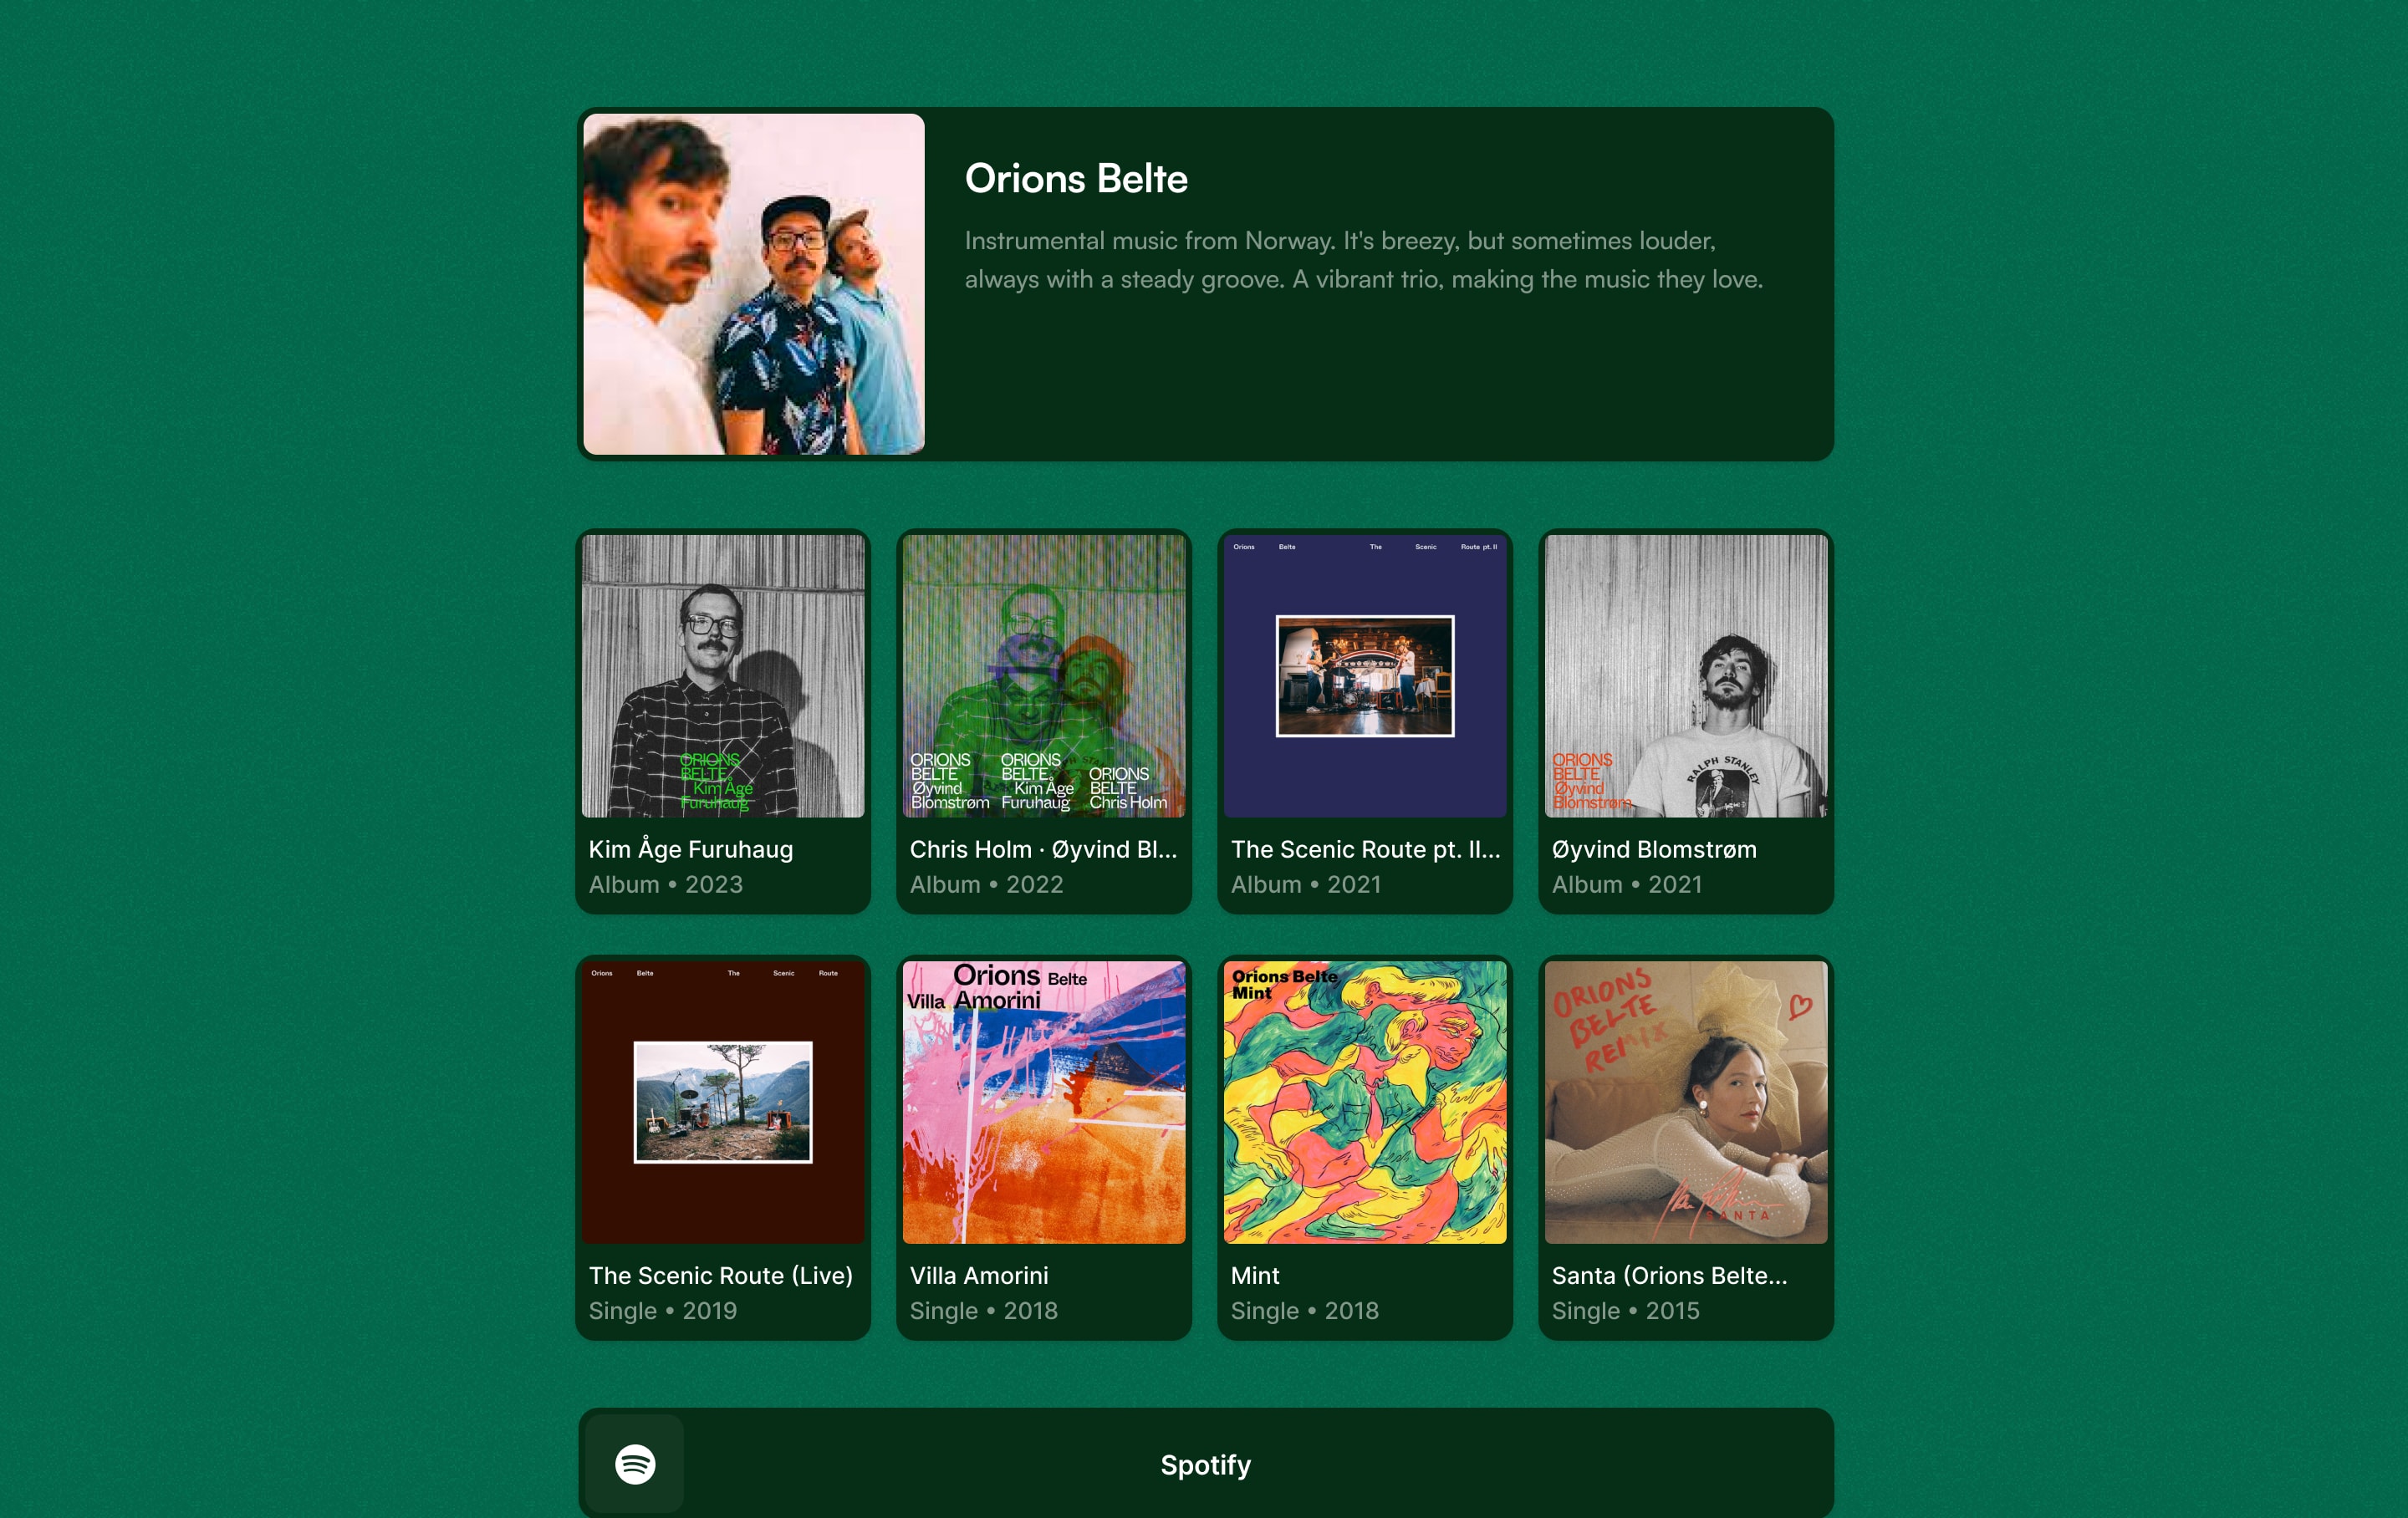 Orions Belte
Instrumental music from Norway. It's breezy, but sometimes louder,
always with a steady groove. A vibrant trio, making the music they love.
ORIONS
BELTE
Kim Åge
Furuhaug
Kim Åge Furuhaug
Album • 2023
ORIONS
BELTE
Øyvind
Blomstrøm
ORIONS
BELTE
Kim Åge
Furuhaug
ORIONS
BELTE
Chris Holm
Chris Holm · Øyvind Bl...
Album • 2022
Orions Belte The Scenic Route pt. II
The Scenic Route pt. II...
Album • 2021
ORIONS
BELTE
Øyvind
Blomstrøm
RALPH STANLEY
Øyvind Blomstrøm
Album • 2021
Orions Belte The Scenic Route
The Scenic Route (Live)
Single • 2019
Orions Belte
Villa Amorini
Villa Amorini
Single • 2018
Orions Belte
Mint
Mint
Single • 2018
ORIONS
BELTE
REMIX
SANTA
Santa (Orions Belte...
Single • 2015
Spotify